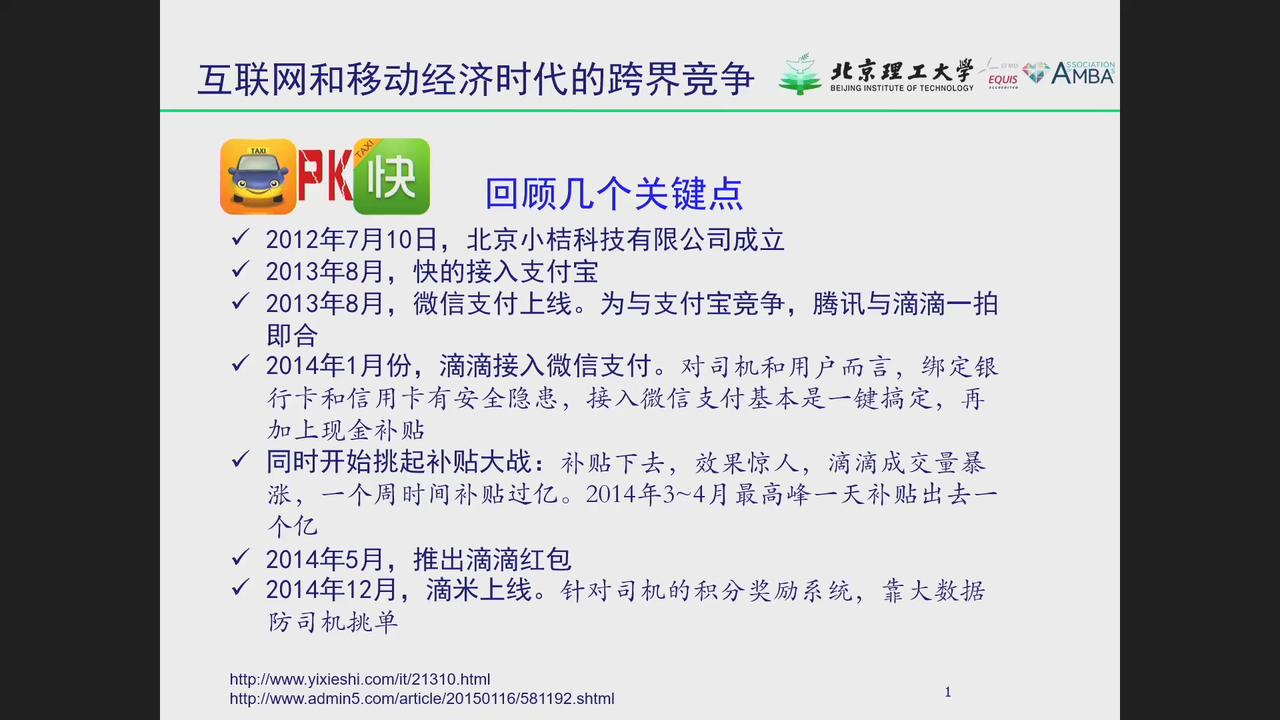 互联网和移动经济时代的跨界竞争
北京理工大学
BEIJING INSTITUTE OF TECHNOLOGY
EFMD
EQUIS
ACCREDITED
ASSOCIATION
AMBA
TAXI
PK
TAXI
快
回顾几个关键点
✓ 2012年7月10日，北京小桔科技有限公司成立
✓ 2013年8月，快的接入支付宝
✓ 2013年8月，微信支付上线。为与支付宝竞争，腾讯与滴滴一拍
即合
✓ 2014年1月份，滴滴接入微信支付。对司机和用户而言，绑定银
行卡和信用卡有安全隐患，接入微信支付基本是一键搞定，再
加上现金补贴
✓ 同时开始挑起补贴大战：补贴下去，效果惊人，滴滴成交量暴
涨，一个周时间补贴过亿。2014年3~4月最高峰一天补贴出去一
个亿
✓ 2014年5月，推出滴滴红包
✓ 2014年12月，滴米上线。针对司机的积分奖励系统，靠大数据
防司机挑单
http://www.yixieshi.com/it/21310.html
http://www.admin5.com/article/20150116/581192.shtml
1